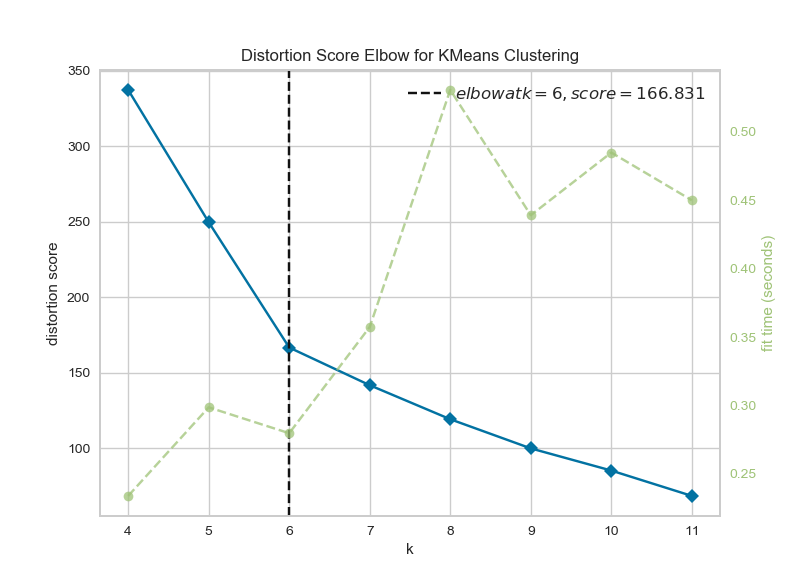 Distortion Score Elbow for KMeans Clustering
elbowatk = 6, score = 166.831
distortion score
350
300
250
200
150
100
fit time (seconds)
0.50
0.45
0.40
0.35
0.30
0.25
4 5 6 7 8 9 10 11
k